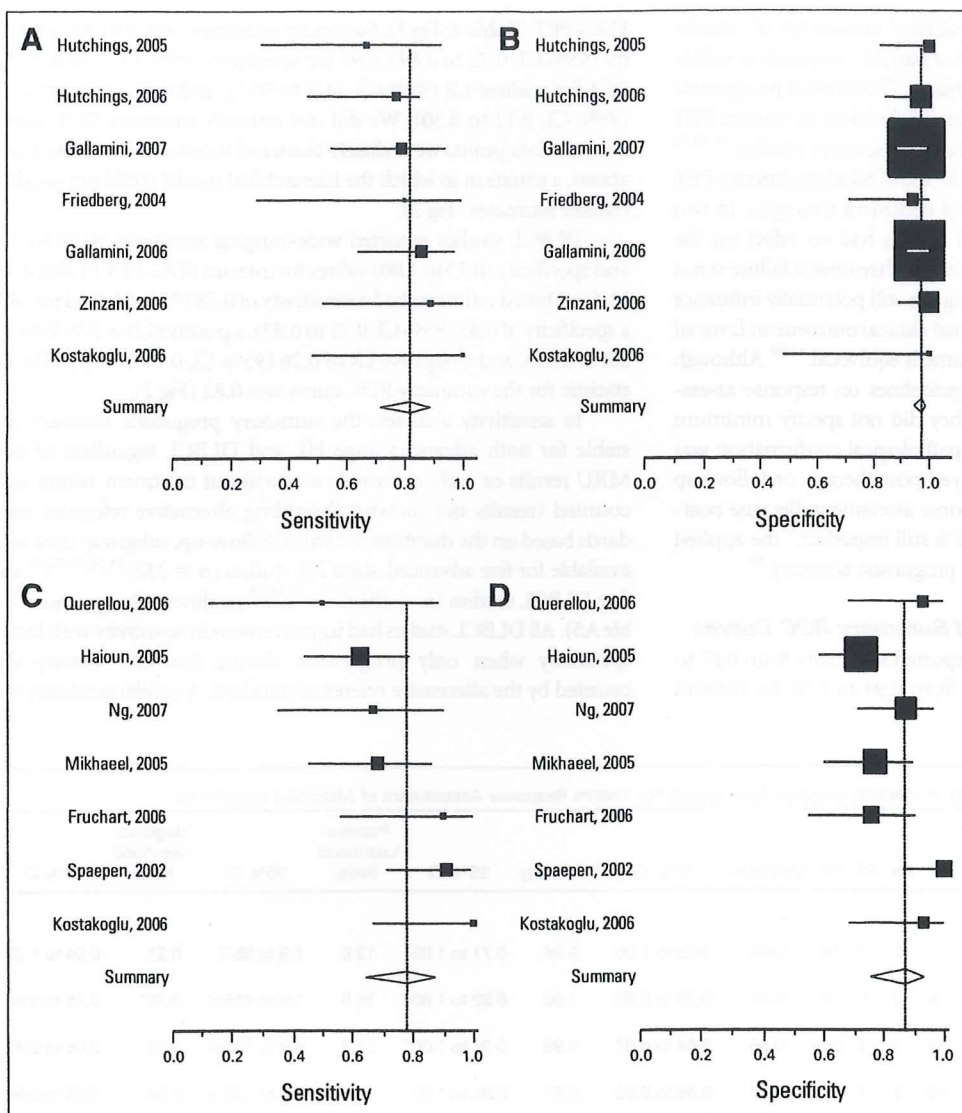 A
Hutchings, 2005
Hutchings, 2006
Gallamini, 2007
Friedberg, 2004
Gallamini, 2006
Zinzani, 2006
Kostakoglu, 2006
Summary
0.0 0.2 0.4 0.6 0.8 1.0
Sensitivity
B
Hutchings, 2005
Hutchings, 2006
Gallamini, 2007
Friedberg, 2004
Gallamini, 2006
Zinzani, 2006
Kostakoglu, 2006
Summary
0.0 0.2 0.4 0.6 0.8 1.0
Specificity
C
Querellou, 2006
Haioun, 2005
Ng, 2007
Mikhaeel, 2005
Fruchart, 2006
Spaepen, 2002
Kostakoglu, 2006
Summary
0.0 0.2 0.4 0.6 0.8 1.0
Sensitivity
D
Querellou, 2006
Haioun, 2005
Ng, 2007
Mikhaeel, 2005
Fruchart, 2006
Spaepen, 2002
Kostakoglu, 2006
Summary
0.0 0.2 0.4 0.6 0.8 1.0
Specificity